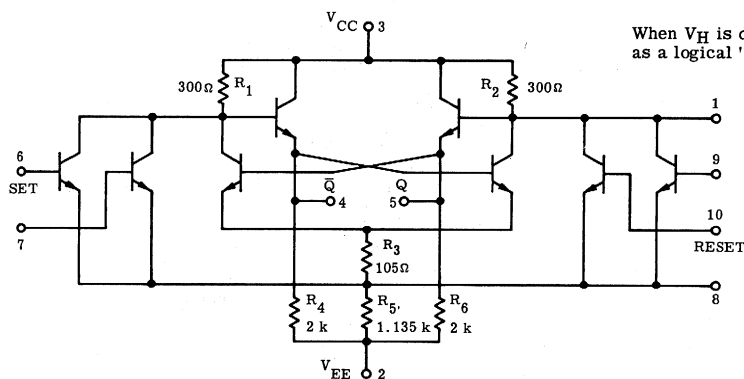 V_CC 3
When V_H is
as a logical '
300Ω R_1
R_2 300Ω
1
6
SET
9
Q̅ Q
4 5
10
RESET
7
R_3
105Ω
8
R_4 R_5 R_6
2 k 1.135 k 2 k
V_EE 2